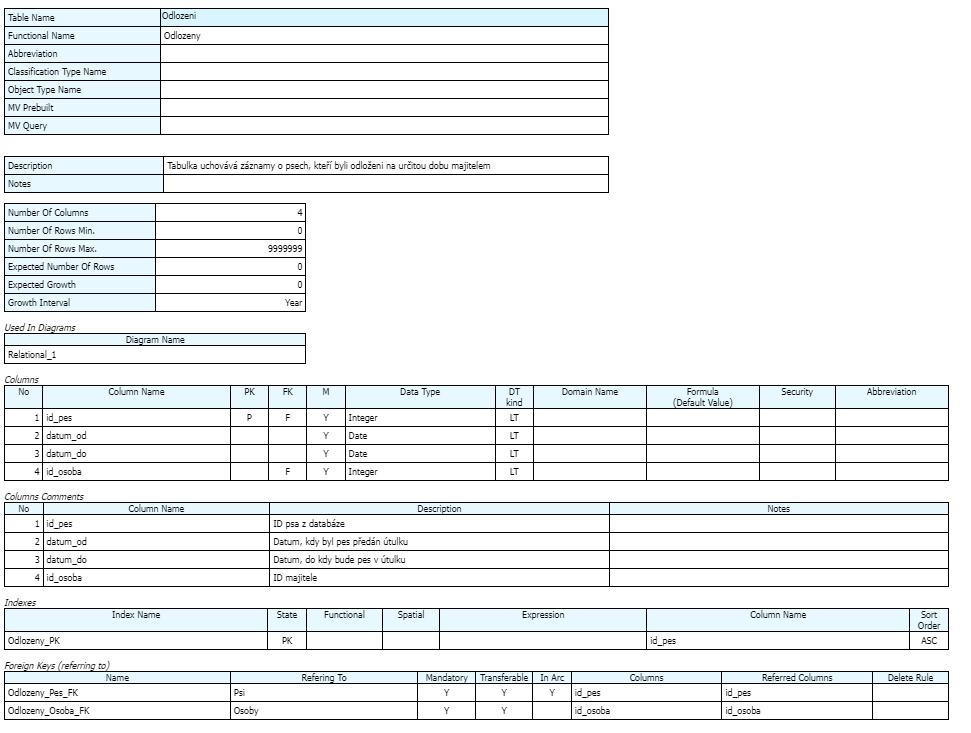 Table Name Odlozeni
Functional Name Odlozeny
Abbreviation
Classification Type Name
Object Type Name
MV Prebuilt
MV Query
Description Tabulka uchovává záznamy o psech, kteří byli odloženi na určitou dobu majitelem
Notes
Number Of Columns 4
Number Of Rows Min. 0
Number Of Rows Max. 9999999
Expected Number Of Rows 0
Expected Growth 0
Growth Interval Year
Used In Diagrams
Diagram Name
Relational_1
Columns
No Column Name PK FK M Data Type DT kind Domain Name Formula (Default Value) Security Abbreviation
1 id_pes P F Y Integer LT
2 datum_od Y Date LT
3 datum_do Y Date LT
4 id_osoba F Y Integer LT
Columns Comments
No Column Name Description Notes
1 id_pes ID psa z databáze
2 datum_od Datum, kdy byl pes předán útulku
3 datum_do Datum, do kdy bude pes v útulku
4 id_osoba ID majitele
Indexes
Index Name State Functional Spatial Expression Column Name Sort Order
Odlozeny_PK PK id_pes ASC
Foreign Keys (referring to)
Name Refering To Mandatory Transferable In Arc Columns Referred Columns Delete Rule
Odlozeny_Pes_FK Psi Y Y Y id_pes id_pes
Odlozeny_Osoba_FK Osoby Y Y id_osoba id_osoba